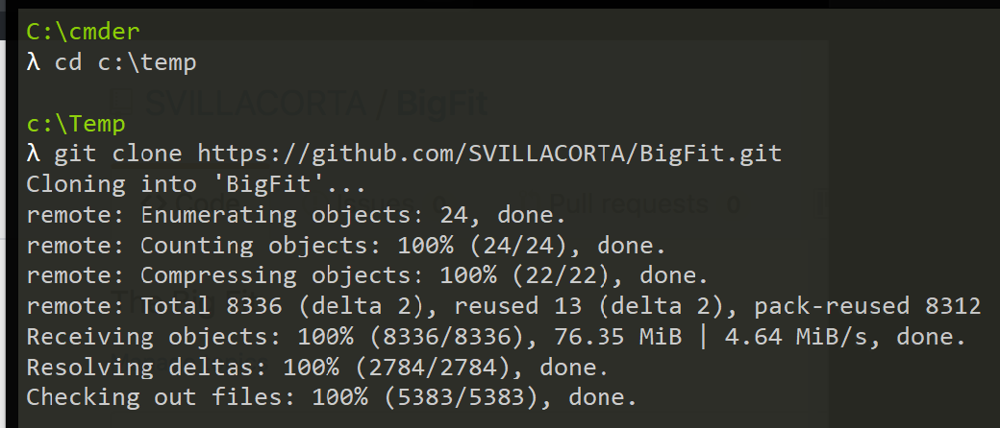 C:\cmder
λ cd c:\temp
SVILLACORTA / BigFit
c:\Temp
λ git clone https://github.com/SVILLACORTA/BigFit.git
Cloning into 'BigFit'...
Code Issues 0 Pull requests 0
remote: Enumerating objects: 24, done.
remote: Counting objects: 100% (24/24), done.
remote: Compressing objects: 100% (22/22), done.
remote: Total 8336 (delta 2), reused 13 (delta 2), pack-reused 8312
Receiving objects: 100% (8336/8336), 76.35 MiB | 4.64 MiB/s, done.
Resolving deltas: 100% (2784/2784), done.
Checking out files: 100% (5383/5383), done.